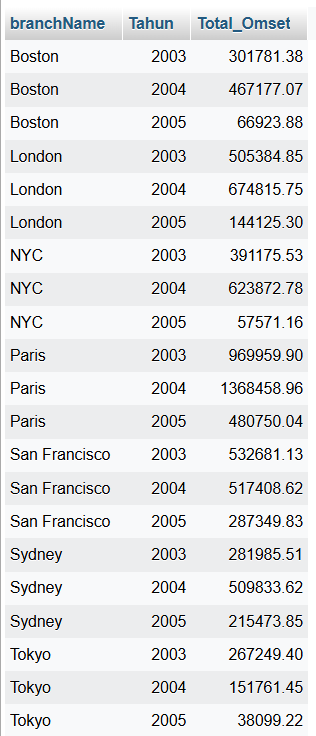 branchName Tahun Total_Omset
Boston 2003 301781.38
Boston 2004 467177.07
Boston 2005 66923.88
London 2003 505384.85
London 2004 674815.75
London 2005 144125.30
NYC 2003 391175.53
NYC 2004 623872.78
NYC 2005 57571.16
Paris 2003 969959.90
Paris 2004 1368458.96
Paris 2005 480750.04
San Francisco 2003 532681.13
San Francisco 2004 517408.62
San Francisco 2005 287349.83
Sydney 2003 281985.51
Sydney 2004 509833.62
Sydney 2005 215473.85
Tokyo 2003 267249.40
Tokyo 2004 151761.45
Tokyo 2005 38099.22